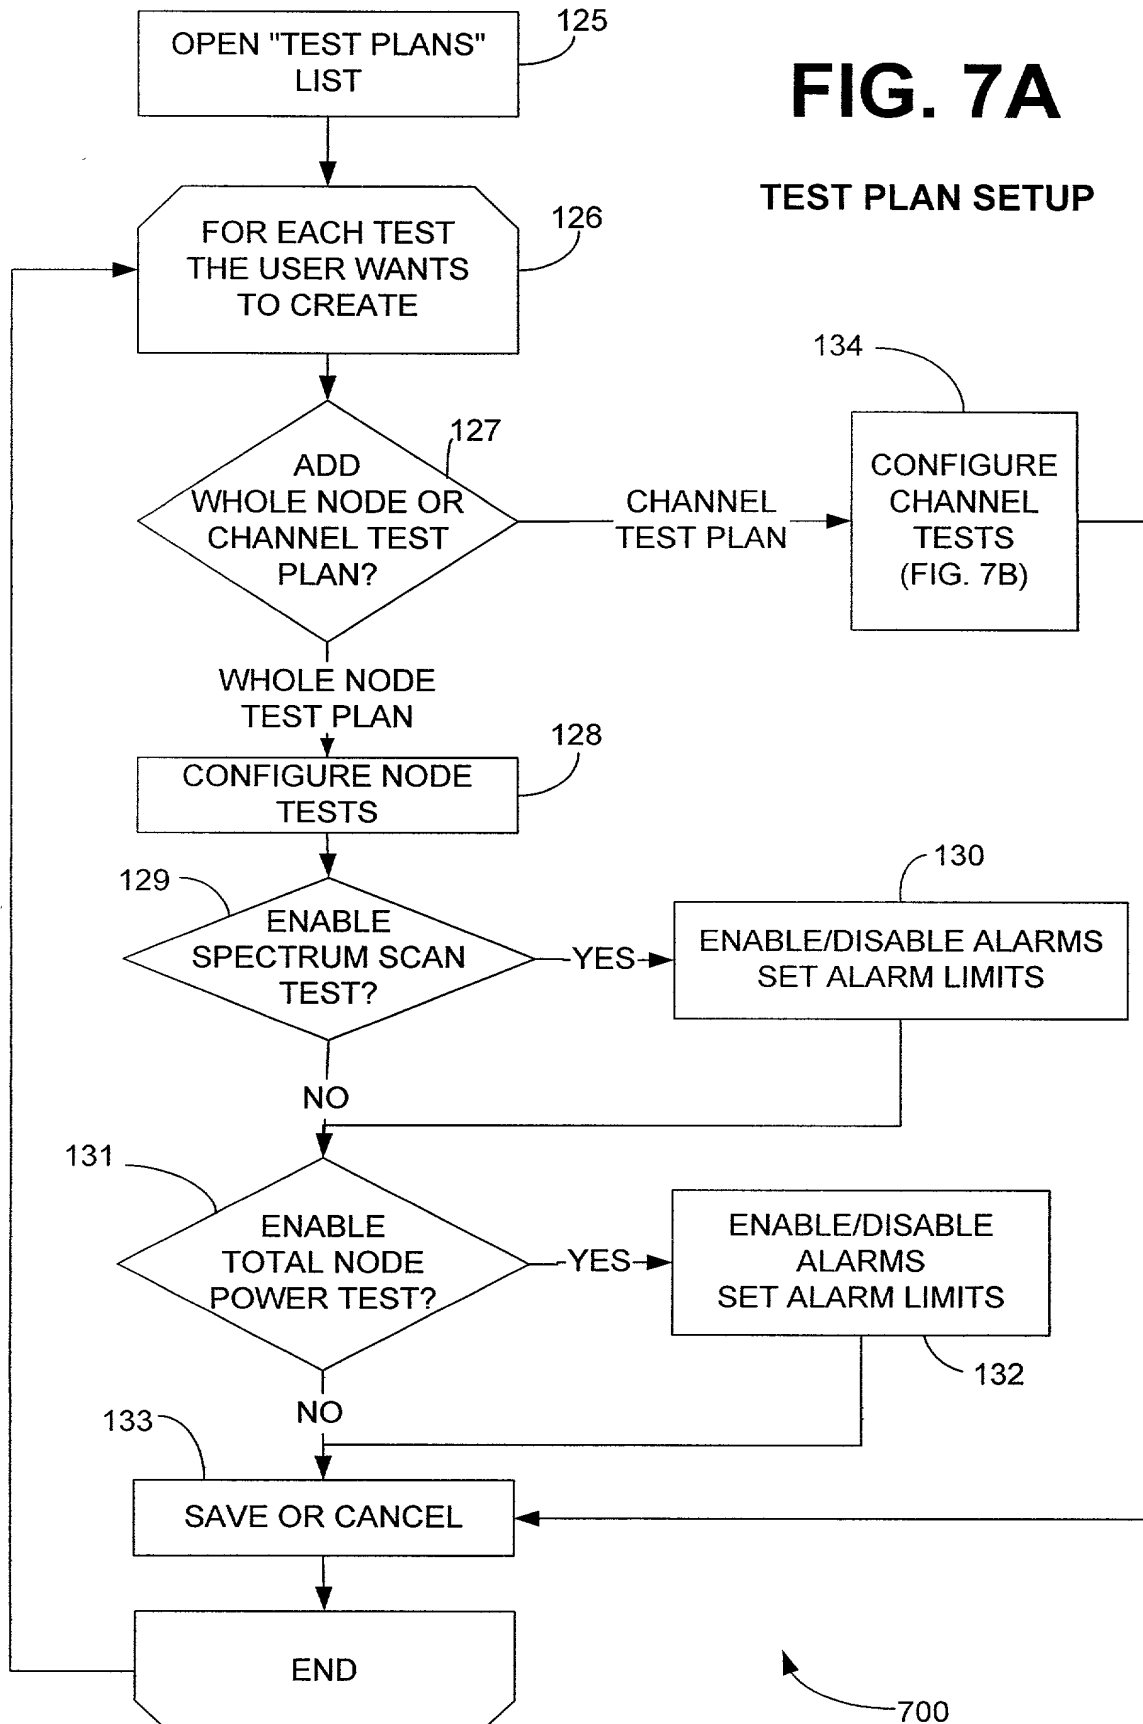 125
OPEN "TEST PLANS"
LIST
FIG. 7A
TEST PLAN SETUP
126
FOR EACH TEST
THE USER WANTS
TO CREATE
134
127
ADD
WHOLE NODE OR
CHANNEL TEST
PLAN?
CHANNEL
TEST PLAN
CONFIGURE
CHANNEL
TESTS
(FIG. 7B)
WHOLE NODE
TEST PLAN
128
CONFIGURE NODE
TESTS
129
130
ENABLE
SPECTRUM SCAN
TEST?
YES
ENABLE/DISABLE ALARMS
SET ALARM LIMITS
NO
131
ENABLE
TOTAL NODE
POWER TEST?
YES
ENABLE/DISABLE
ALARMS
SET ALARM LIMITS
132
NO
133
SAVE OR CANCEL
END
700